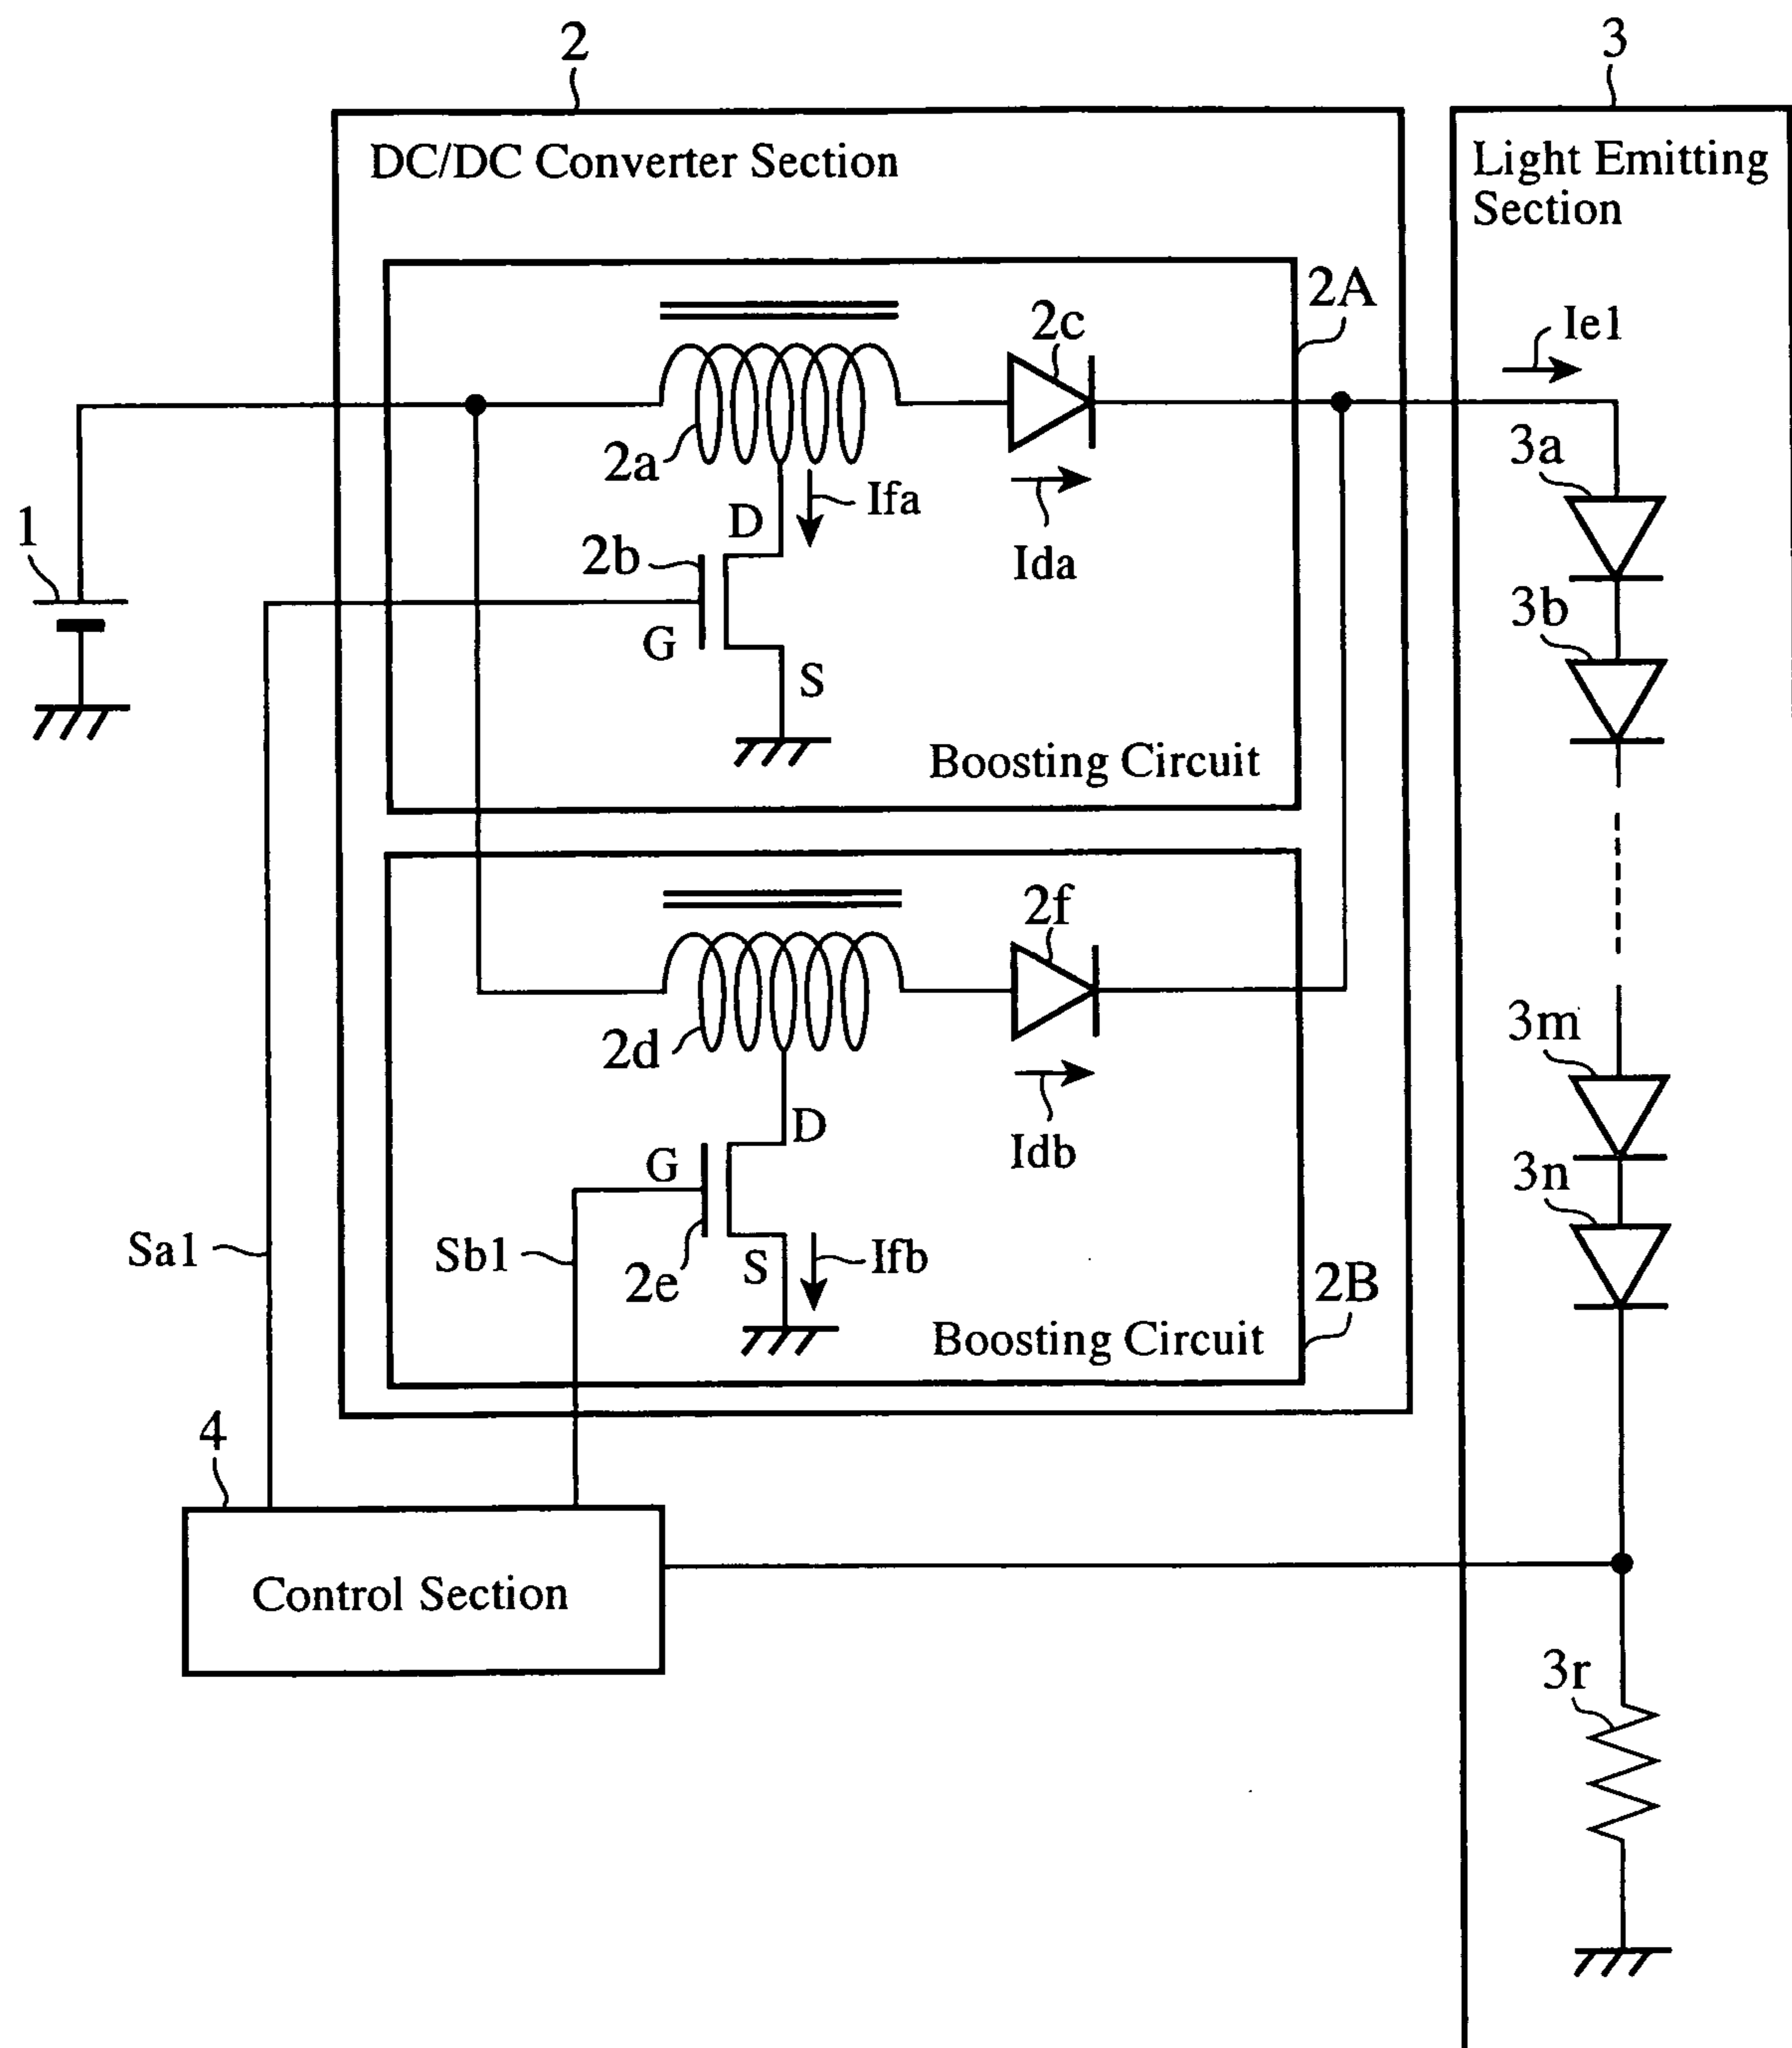 2
3
DC/DC Converter Section
Light Emitting
Section
2A
2c
Ie1
2a
3a
Ifa
D
1
2b
Ida
3b
G
S
Boosting Circuit
2f
2d
3m
D
Idb
G
3n
Sa1
Sb1
S
Ifb
2e
2B
Boosting Circuit
4
Control Section
3r